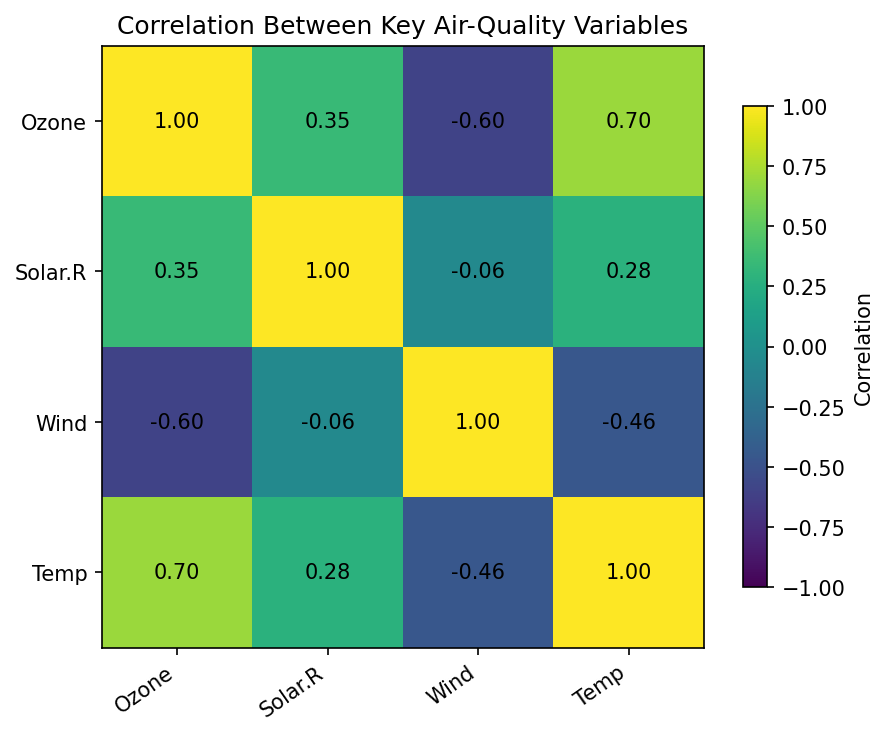 Correlation Between Key Air-Quality Variables
Ozone 1.00 0.35 -0.60 0.70
Solar.R 0.35 1.00 -0.06 0.28
Wind -0.60 -0.06 1.00 -0.46
Temp 0.70 0.28 -0.46 1.00
Ozone Solar.R Wind Temp
1.00
0.75
0.50
0.25
0.00
−0.25
−0.50
−0.75
−1.00
Correlation